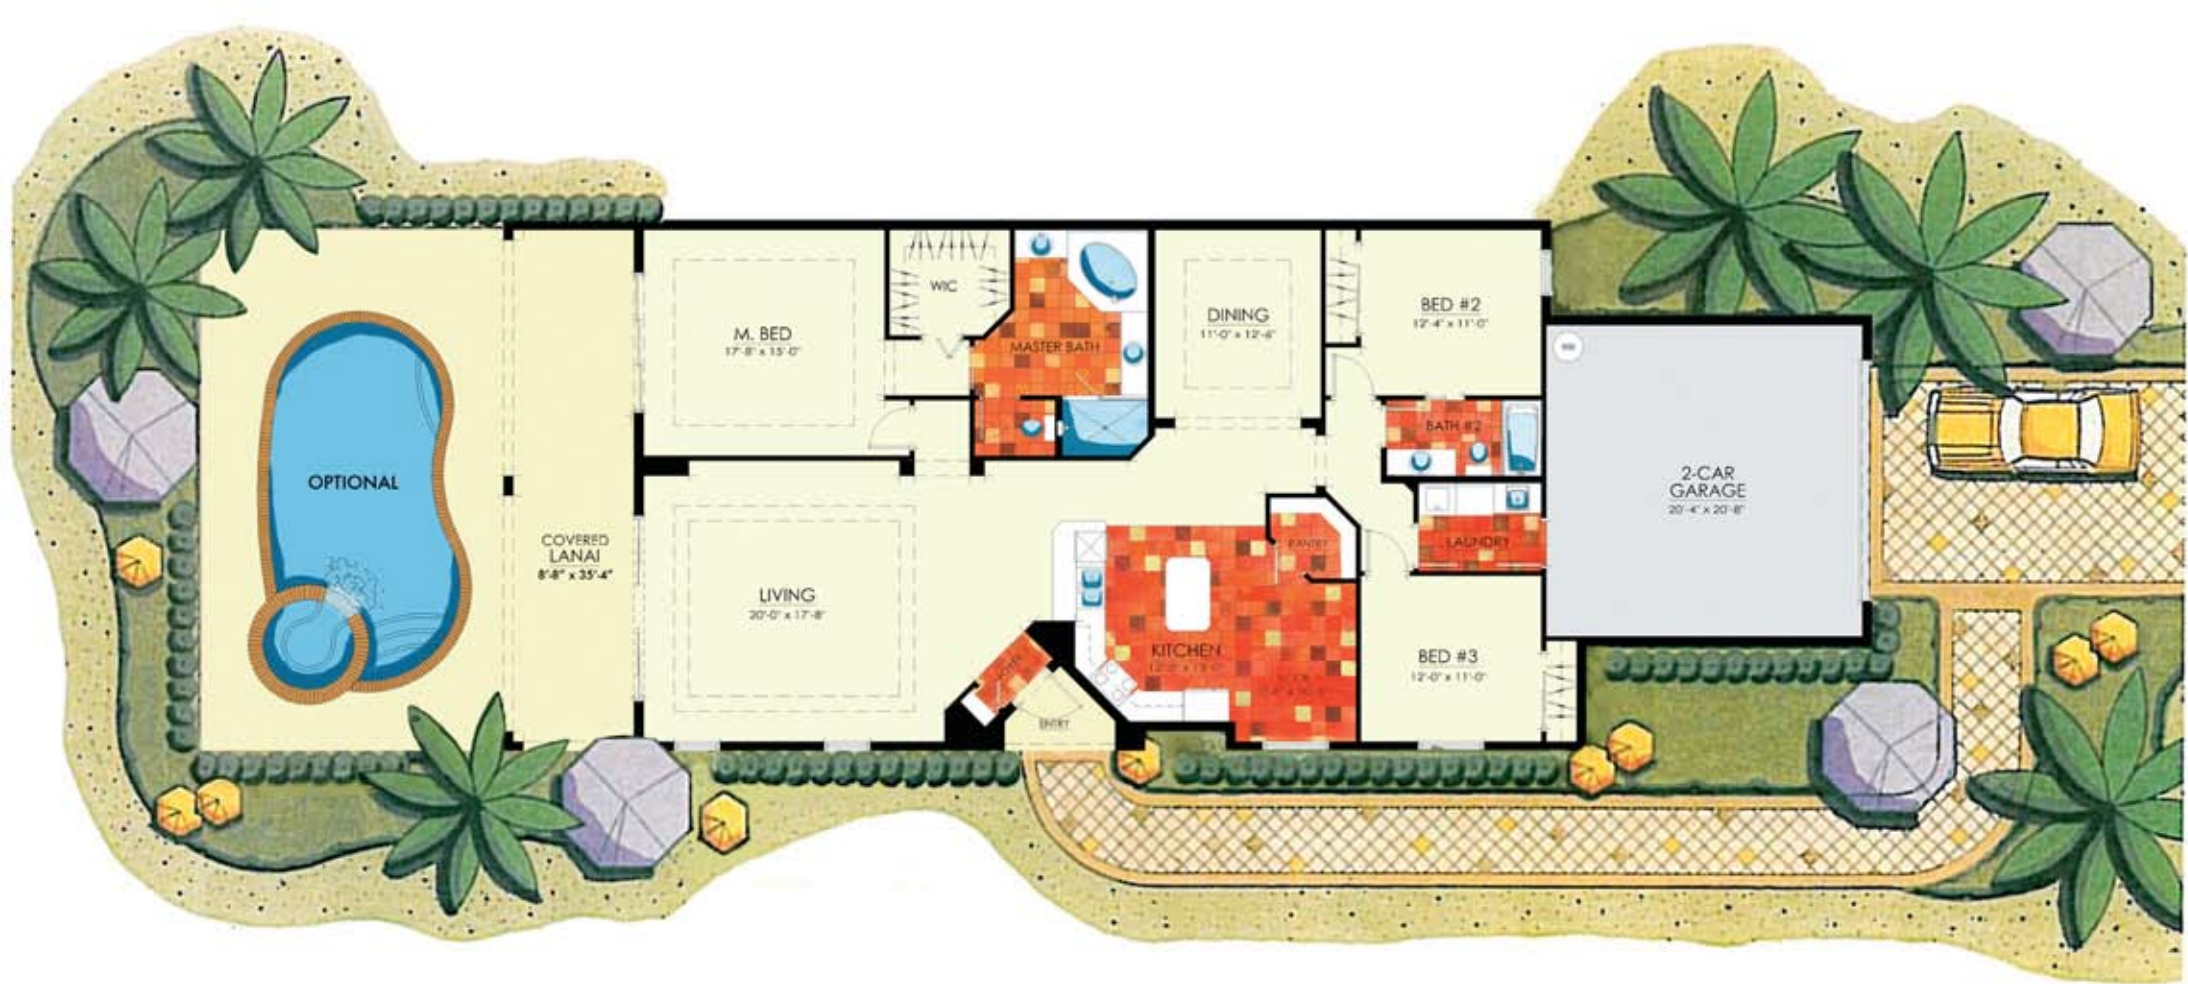 OPTIONAL
COVERED
LANAI
8'-8" x 35'-4"
M. BED
17'-8" x 15'-0"
WIC
MASTER BATH
LIVING
20'-0" x 17'-8"
ENTRY
DINING
11'-0" x 12'-6"
KITCHEN
PANTRY
BED #2
12'-4" x 11'-0"
BATH #2
LAUNDRY
BED #3
12'-0" x 11'-0"
2-CAR
GARAGE
20'-4" x 20'-8"